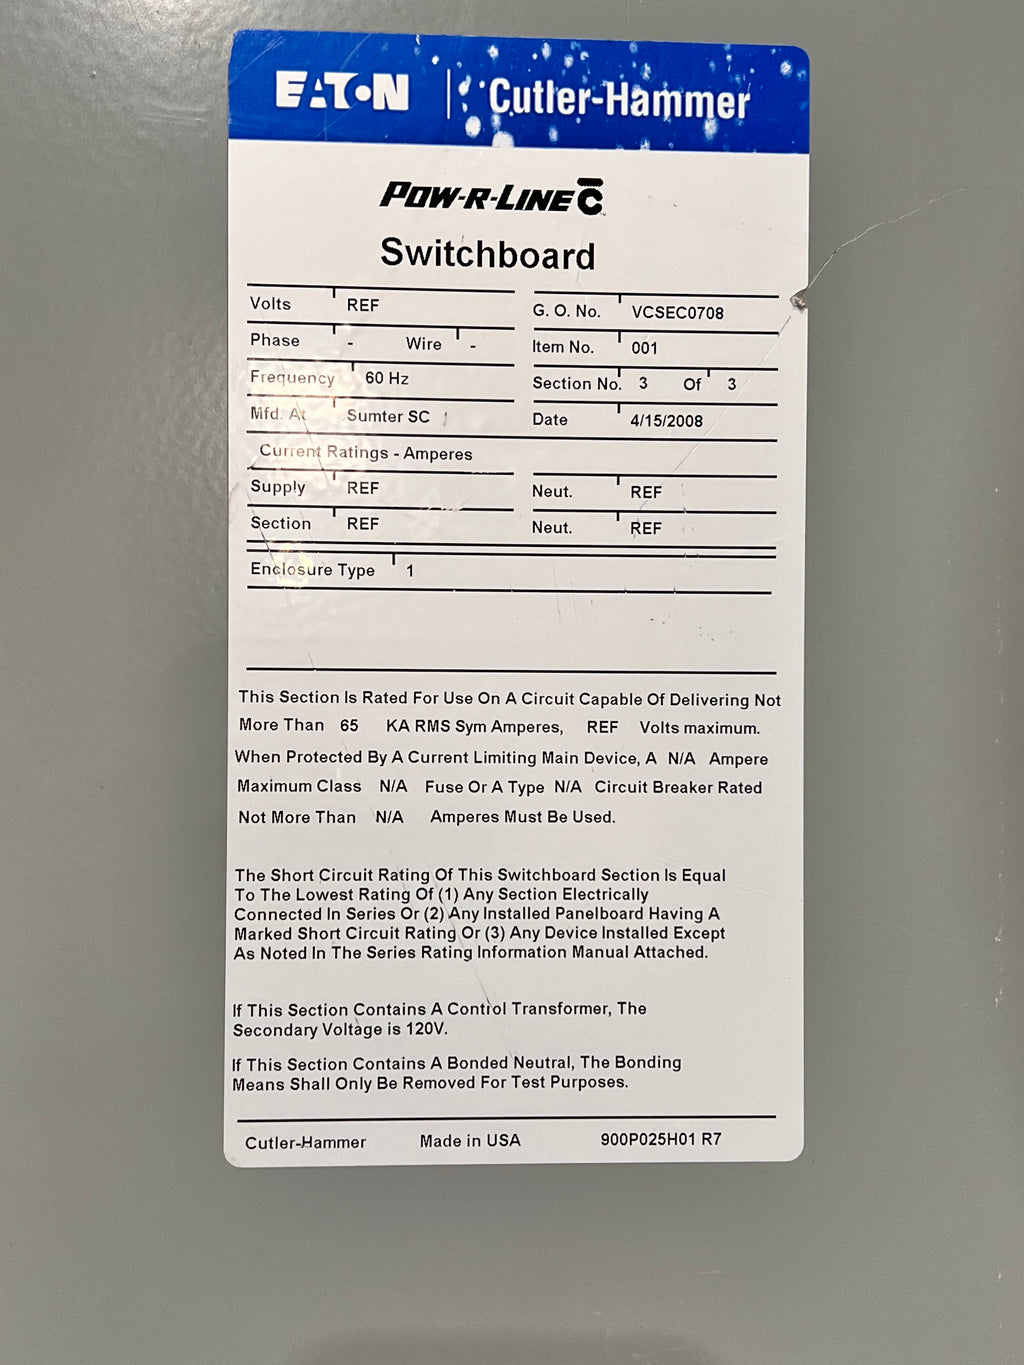 EATON | Cutler-Hammer
POW-R-LINE C
Switchboard
Volts REF G. O. No. VCSEC0708
Phase - Wire - Item No. 001
Frequency 60 Hz Section No. 3 Of 3
Mfd. At Sumter SC Date 4/15/2008
Current Ratings - Amperes
Supply REF Neut. REF
Section REF Neut. REF
Enclosure Type 1
This Section Is Rated For Use On A Circuit Capable Of Delivering Not
More Than 65 KA RMS Sym Amperes, REF Volts maximum.
When Protected By A Current Limiting Main Device, A N/A Ampere
Maximum Class N/A Fuse Or A Type N/A Circuit Breaker Rated
Not More Than N/A Amperes Must Be Used.
The Short Circuit Rating Of This Switchboard Section Is Equal
To The Lowest Rating Of (1) Any Section Electrically
Connected In Series Or (2) Any Installed Panelboard Having A
Marked Short Circuit Rating Or (3) Any Device Installed Except
As Noted In The Series Rating Information Manual Attached.
If This Section Contains A Control Transformer, The
Secondary Voltage is 120V.
If This Section Contains A Bonded Neutral, The Bonding
Means Shall Only Be Removed For Test Purposes.
Cutler-Hammer Made in USA 900P025H01 R7